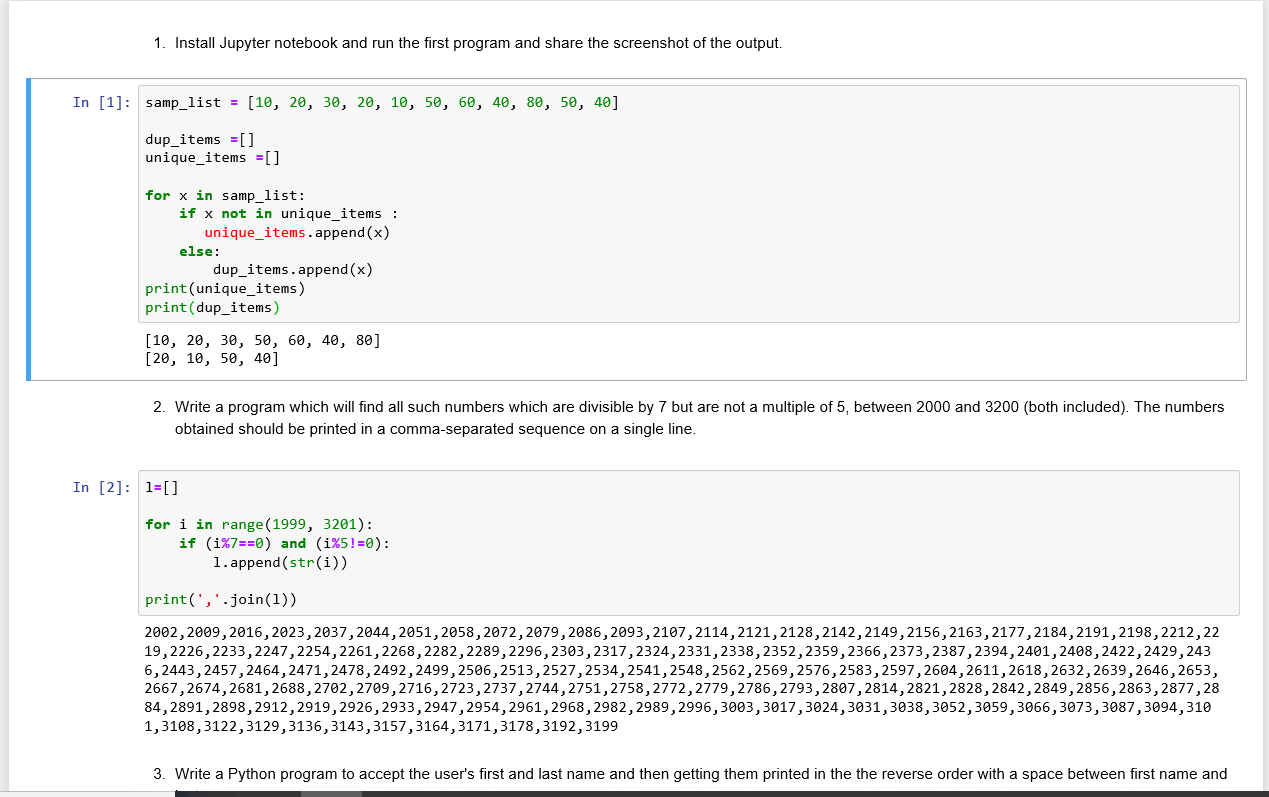 1. Install Jupyter notebook and run the first program and share the screenshot of the output.
In [1]: samp_list = [10, 20, 30, 20, 10, 50, 60, 40, 80, 50, 40]
dup_items =[]
unique_items =[]
for x in samp_list:
    if x not in unique_items :
       unique_items.append(x)
    else:
        dup_items.append(x)
print(unique_items)
print(dup_items)
[10, 20, 30, 50, 60, 40, 80]
[20, 10, 50, 40]
2. Write a program which will find all such numbers which are divisible by 7 but are not a multiple of 5, between 2000 and 3200 (both included). The numbers
obtained should be printed in a comma-separated sequence on a single line.
In [2]: l=[]
for i in range(1999, 3201):
    if (i%7==0) and (i%5!=0):
        l.append(str(i))
print(','.join(l))
2002,2009,2016,2023,2037,2044,2051,2058,2072,2079,2086,2093,2107,2114,2121,2128,2142,2149,2156,2163,2177,2184,2191,2198,2212,22
19,2226,2233,2247,2254,2261,2268,2282,2289,2296,2303,2317,2324,2331,2338,2352,2359,2366,2373,2387,2394,2401,2408,2422,2429,243
6,2443,2457,2464,2471,2478,2492,2499,2506,2513,2527,2534,2541,2548,2562,2569,2576,2583,2597,2604,2611,2618,2632,2639,2646,2653,
2667,2674,2681,2688,2702,2709,2716,2723,2737,2744,2751,2758,2772,2779,2786,2793,2807,2814,2821,2828,2842,2849,2856,2863,2877,28
84,2891,2898,2912,2919,2926,2933,2947,2954,2961,2968,2982,2989,2996,3003,3017,3024,3031,3038,3052,3059,3066,3073,3087,3094,310
1,3108,3122,3129,3136,3143,3157,3164,3171,3178,3192,3199
3. Write a Python program to accept the user's first and last name and then getting them printed in the the reverse order with a space between first name and